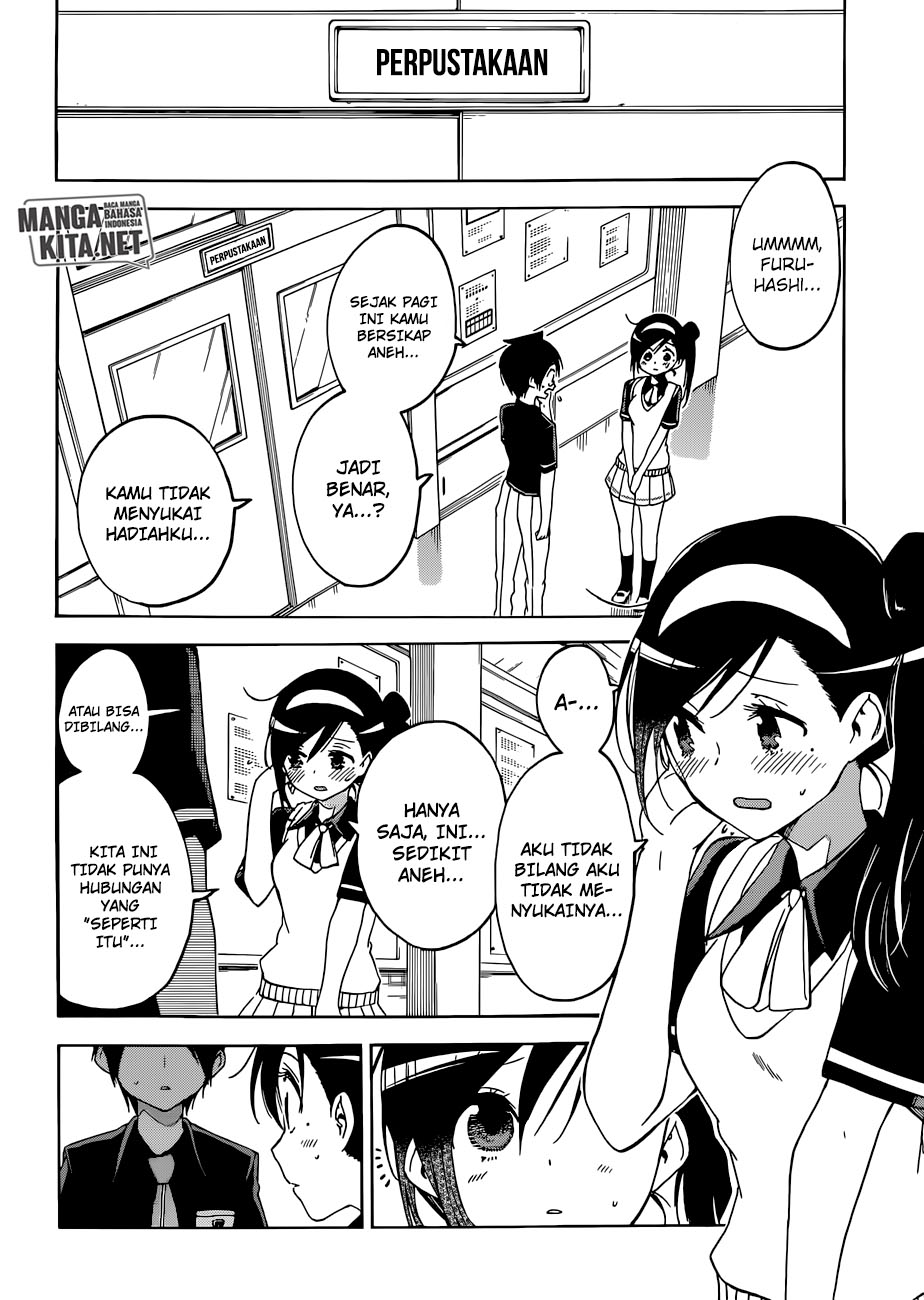 PERPUSTAKAAN
MANGA
KITA.NET
BACA MANGA
BAHASA
INDONESIA
PERPUSTAKAAN
UMMMM,
FURU-
HASHI...
SEJAK PAGI
INI KAMU
BERSIKAP
ANEH...
JADI
BENAR,
YA...?
KAMU TIDAK
MENYUKAI
HADIAHKU...
A-...
AKU TIDAK
BILANG AKU
TIDAK ME-
NYUKAINYA...
HANYA
SAJA, INI...
SEDIKIT
ANEH...
ATAU BISA
DIBILANG...
KITA INI
TIDAK PUNYA
HUBUNGAN
YANG
"SEPERTI
ITU"...